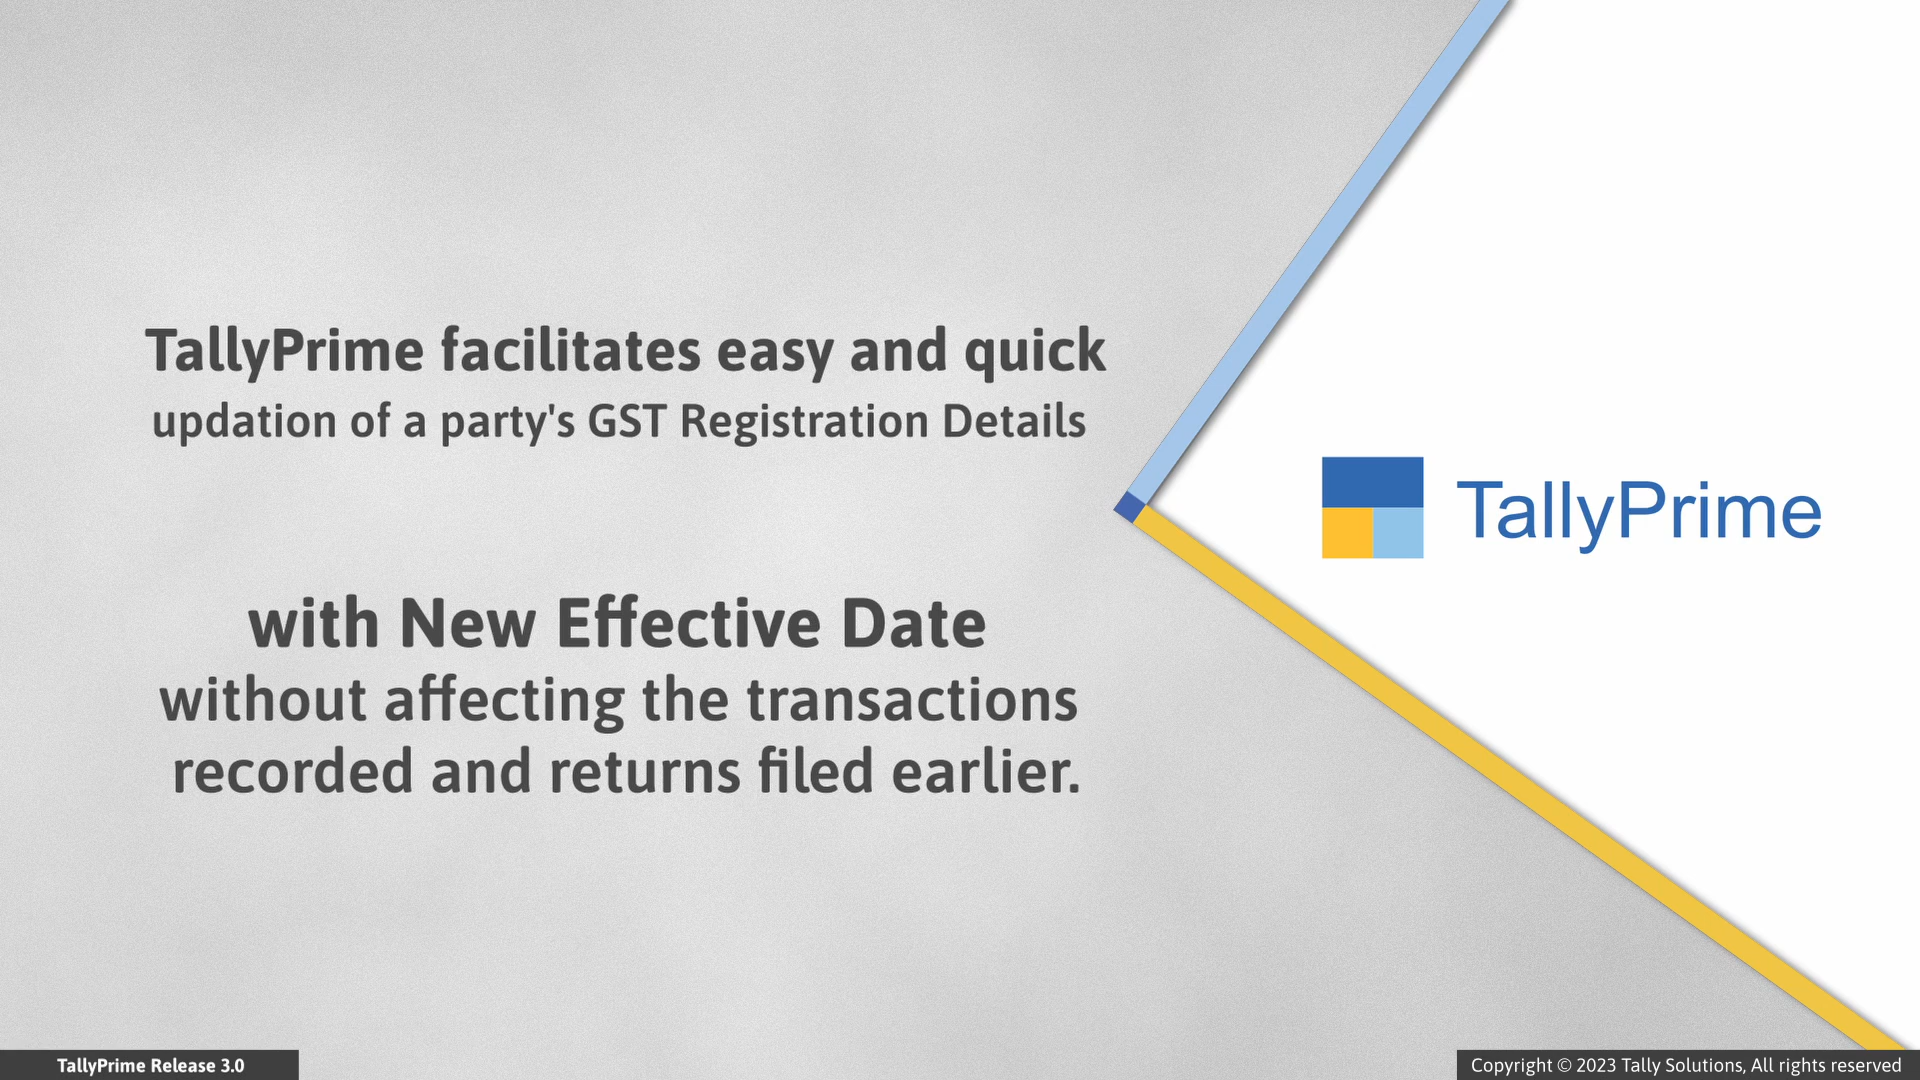 TallyPrime facilitates easy and quick
updation of a party's GST Registration Details
TallyPrime
with New Effective Date
without affecting the transactions
recorded and returns filed earlier.
TallyPrime Release 3.0
Copyright © 2023 Tally Solutions, All rights reserved